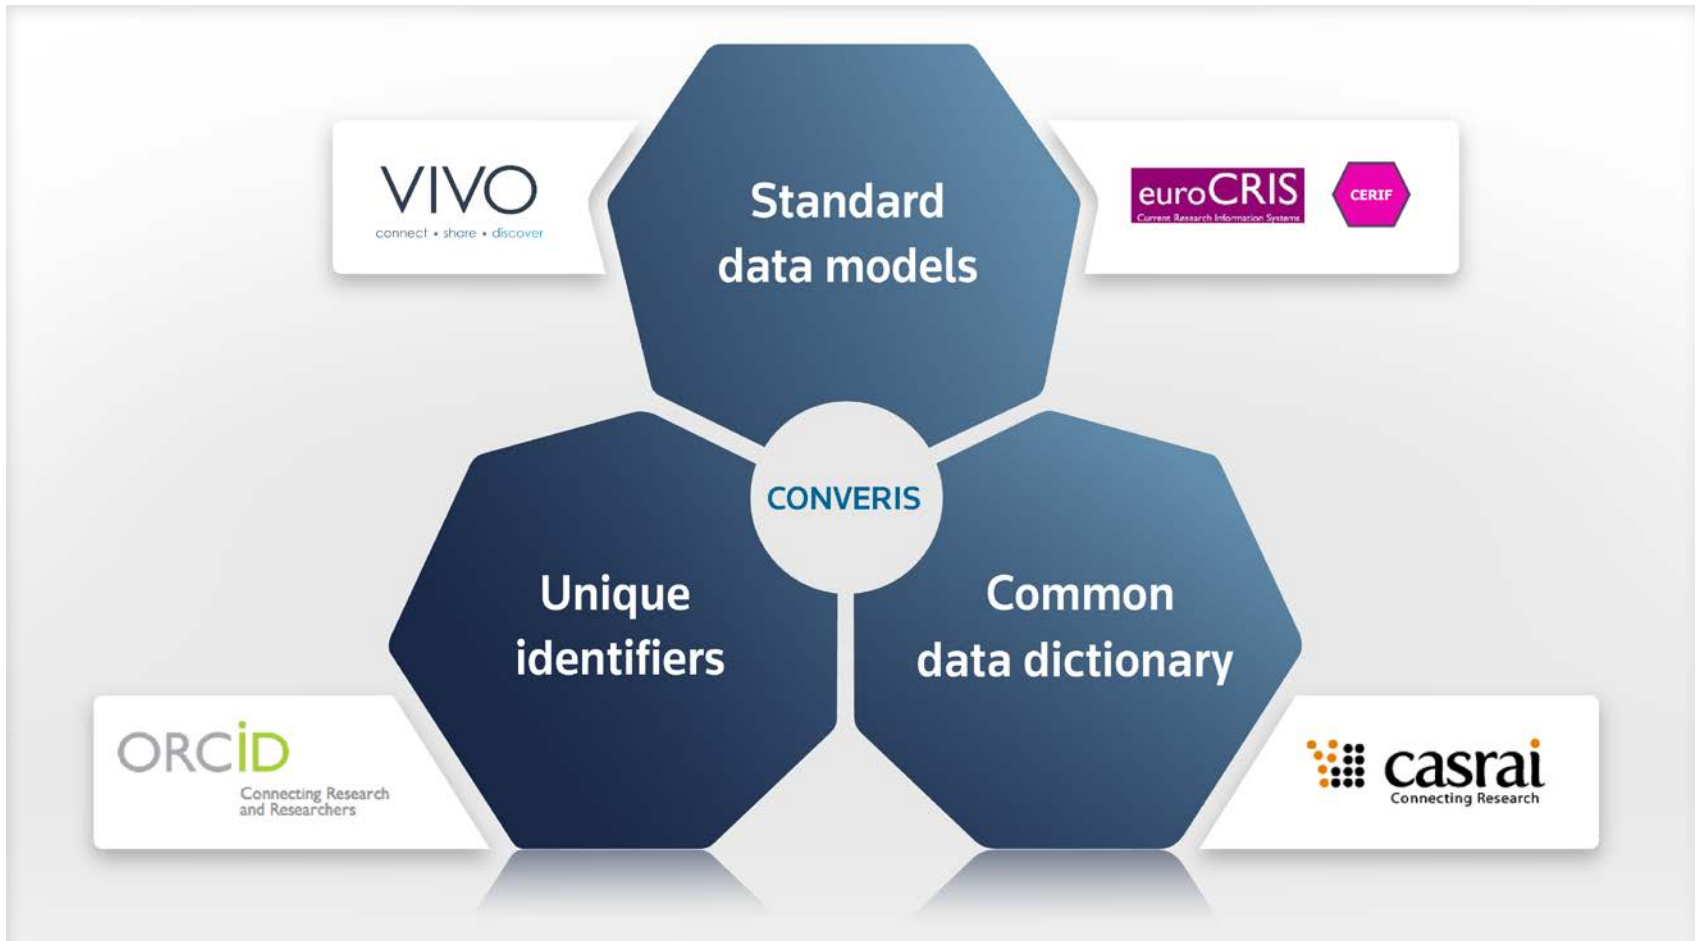 VIVO
connect • share • discover
Standard
data models
euroCRIS
Current Research Information Systems
CERIF
CONVERIS
Unique
identifiers
Common
data dictionary
ORCiD
Connecting Research
and Researchers
casrai
Connecting Research